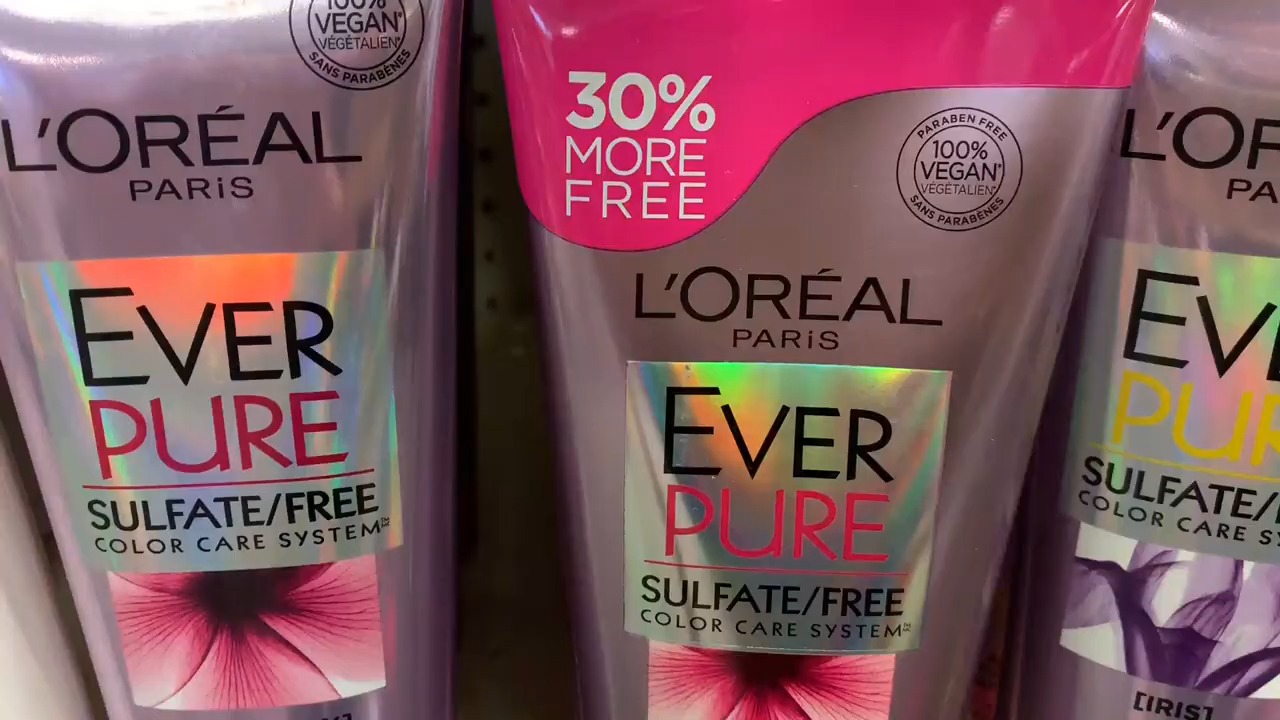 100%
VEGAN*
VÉGÉTALIEN*
SANS PARABÈNES
L'ORÉAL
PARiS
EVER
PURE
SULFATE/FREE
COLOR CARE SYSTEM
30%
MORE
FREE
PARABEN FREE
100%
VEGAN*
VÉGÉTALIEN*
SANS PARABÈNES
L'ORÉAL
PARiS
EVER
PURE
SULFATE/FREE
COLOR CARE SYSTEM
L'O
PA
EV
PUR
SULFATE/
COLOR CARE
[IRIS]